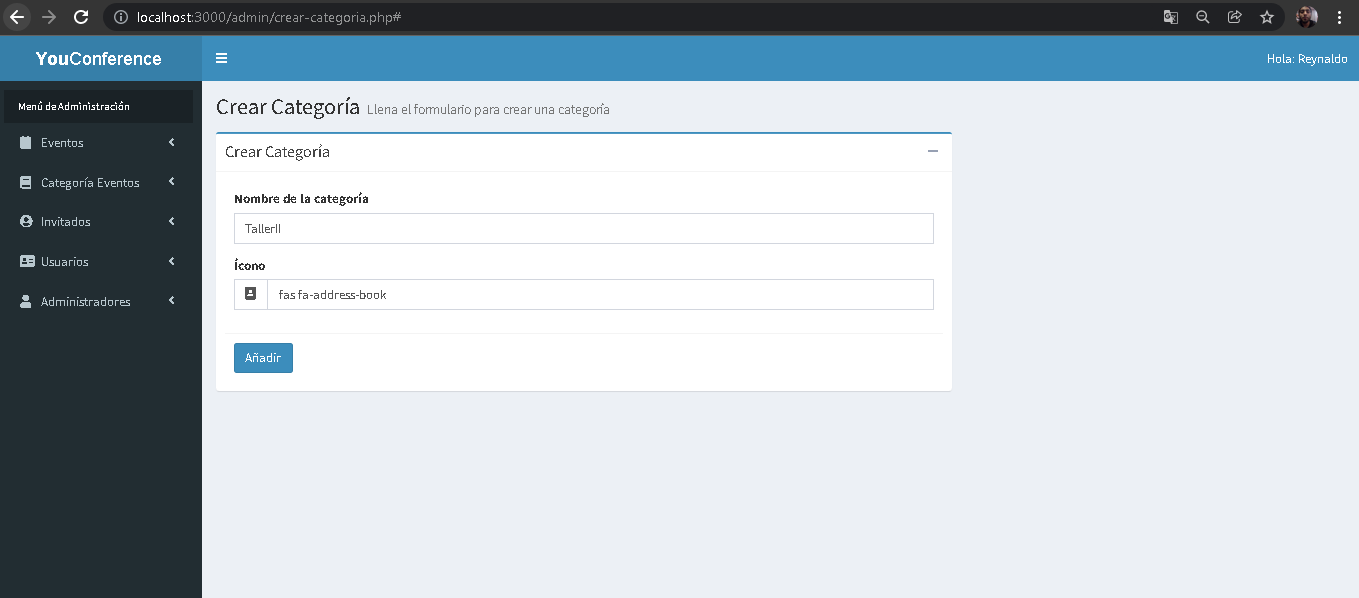 localhost:3000/admin/crear-categoria.php#
YouConference
Hola: Reynaldo
Menú de Administración
Eventos
Categoría Eventos
Invitados
Usuarios
Administradores
Crear Categoría Llena el formulario para crear una categoría
Crear Categoría
Nombre de la categoría
TallerII
Ícono
fas fa-address-book
Añadir